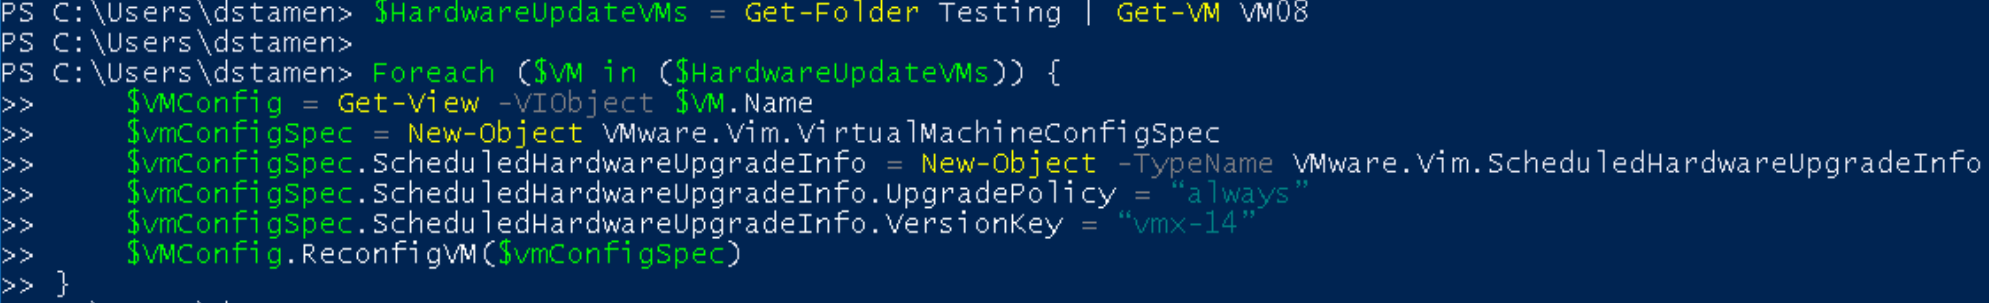 PS C:\Users\dstamen> $HardwareUpdateVMs = Get-Folder Testing | Get-VM VM08
PS C:\Users\dstamen>
PS C:\Users\dstamen> Foreach ($VM in ($HardwareUpdateVMs)) {
>>     $VMConfig = Get-View -VIObject $VM.Name
>>     $vmConfigSpec = New-Object VMware.Vim.VirtualMachineConfigSpec
>>     $vmConfigSpec.ScheduledHardwareUpgradeInfo = New-Object -TypeName VMware.Vim.ScheduledHardwareUpgradeInfo
>>     $vmConfigSpec.ScheduledHardwareUpgradeInfo.UpgradePolicy = “always”
>>     $vmConfigSpec.ScheduledHardwareUpgradeInfo.VersionKey = “vmx-14”
>>     $VMConfig.ReconfigVM($vmConfigSpec)
>> }